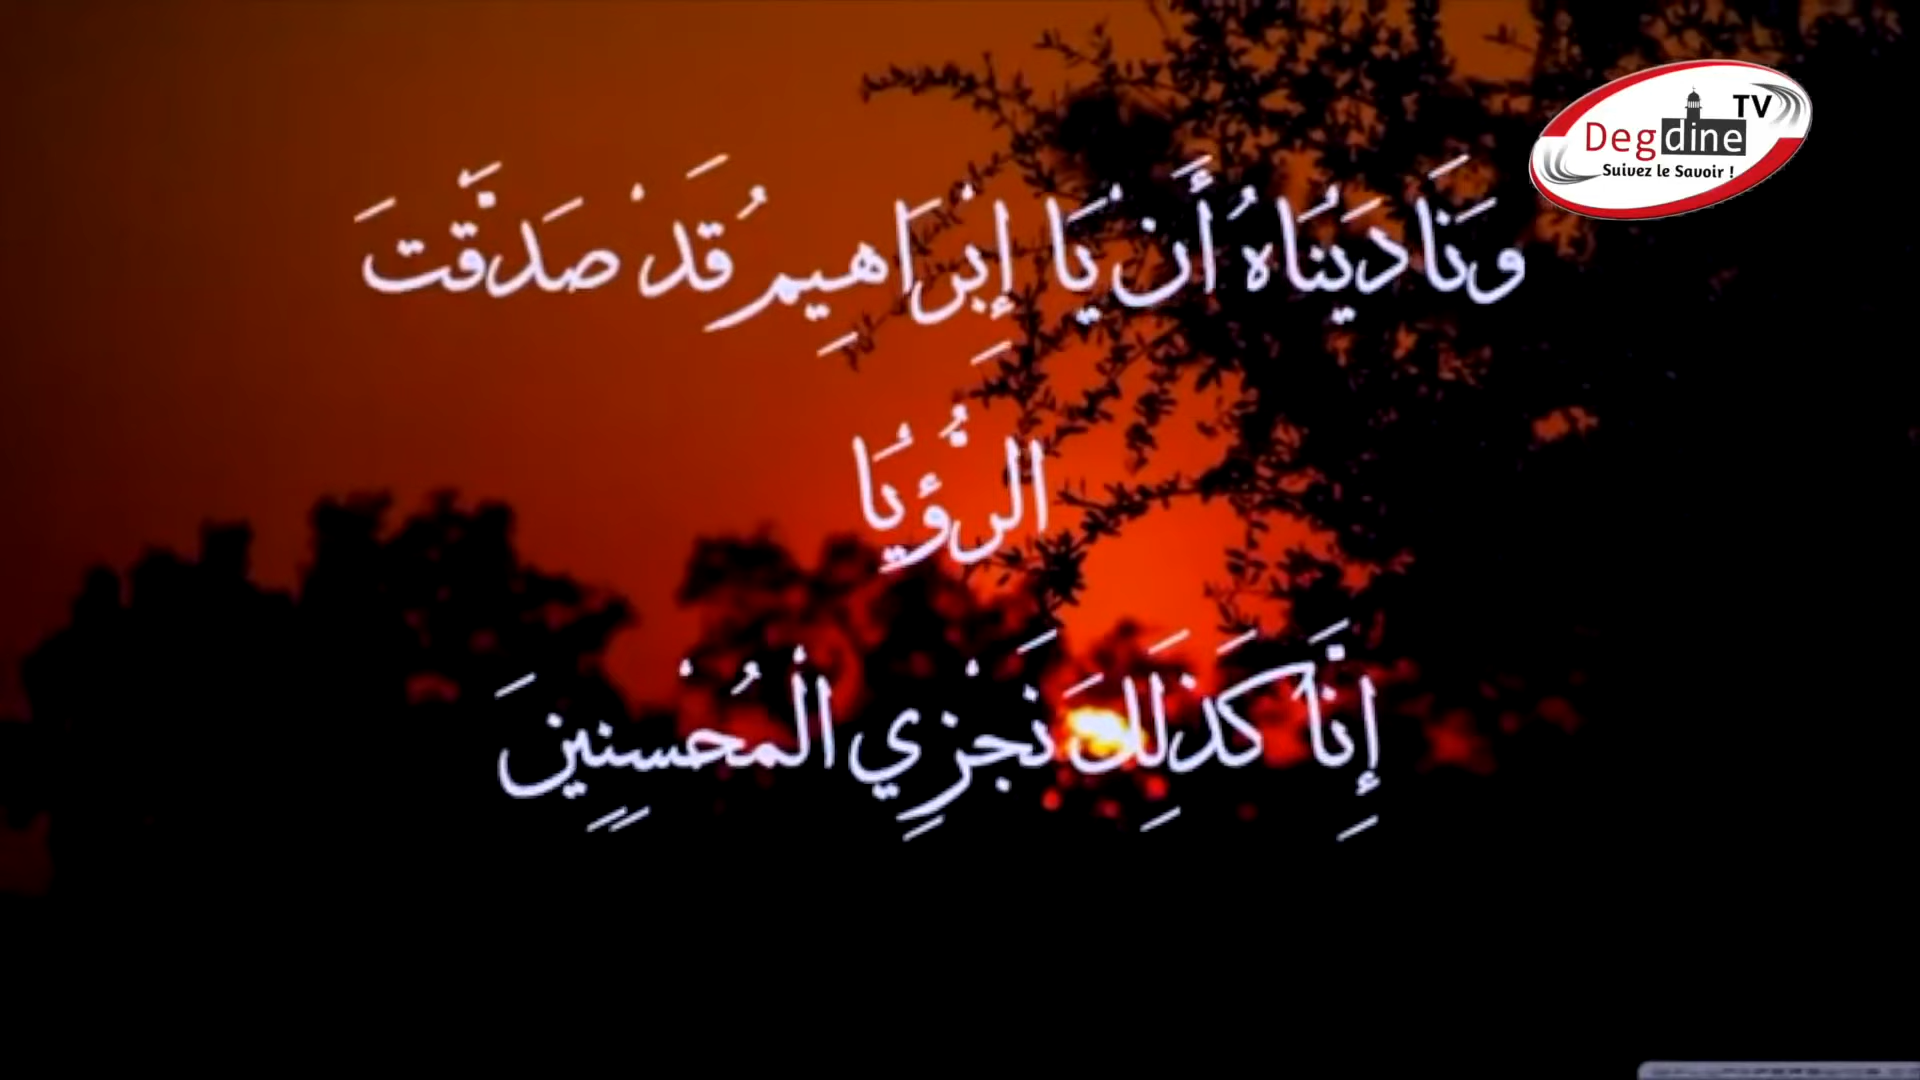 TV
Degdine
Suivez le Savoir !
وَنَادَيْنَاهُ أَنْ يَا إِبْرَاهِيمُ قَدْ صَدَّقْتَ
الرُّؤْيَا
إِنَّا كَذَلِكَ نَجْزِي الْمُحْسِنِينَ